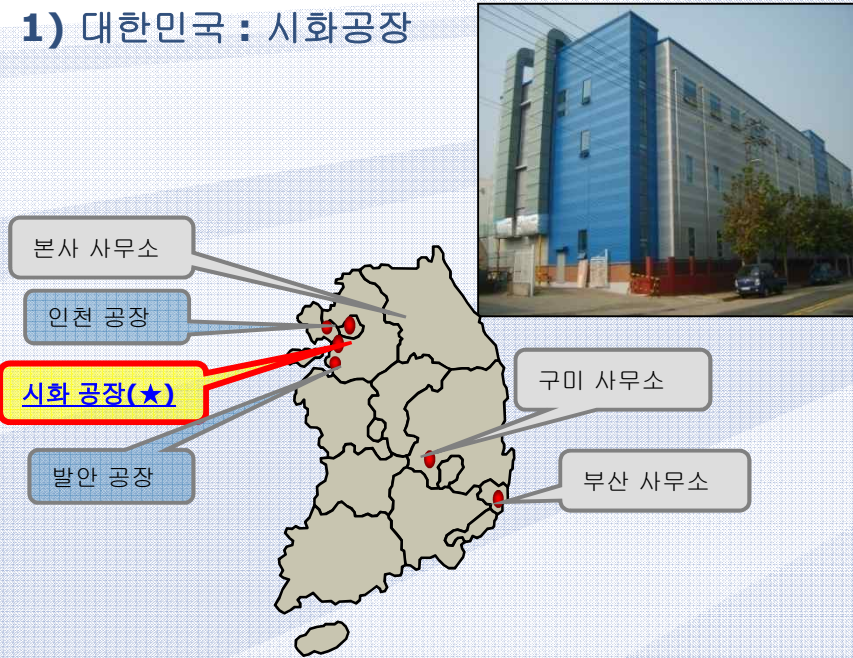 1) 대한민국 : 시화공장
본사 사무소
인천 공장
시화 공장(★)
구미 사무소
발안 공장
부산 사무소